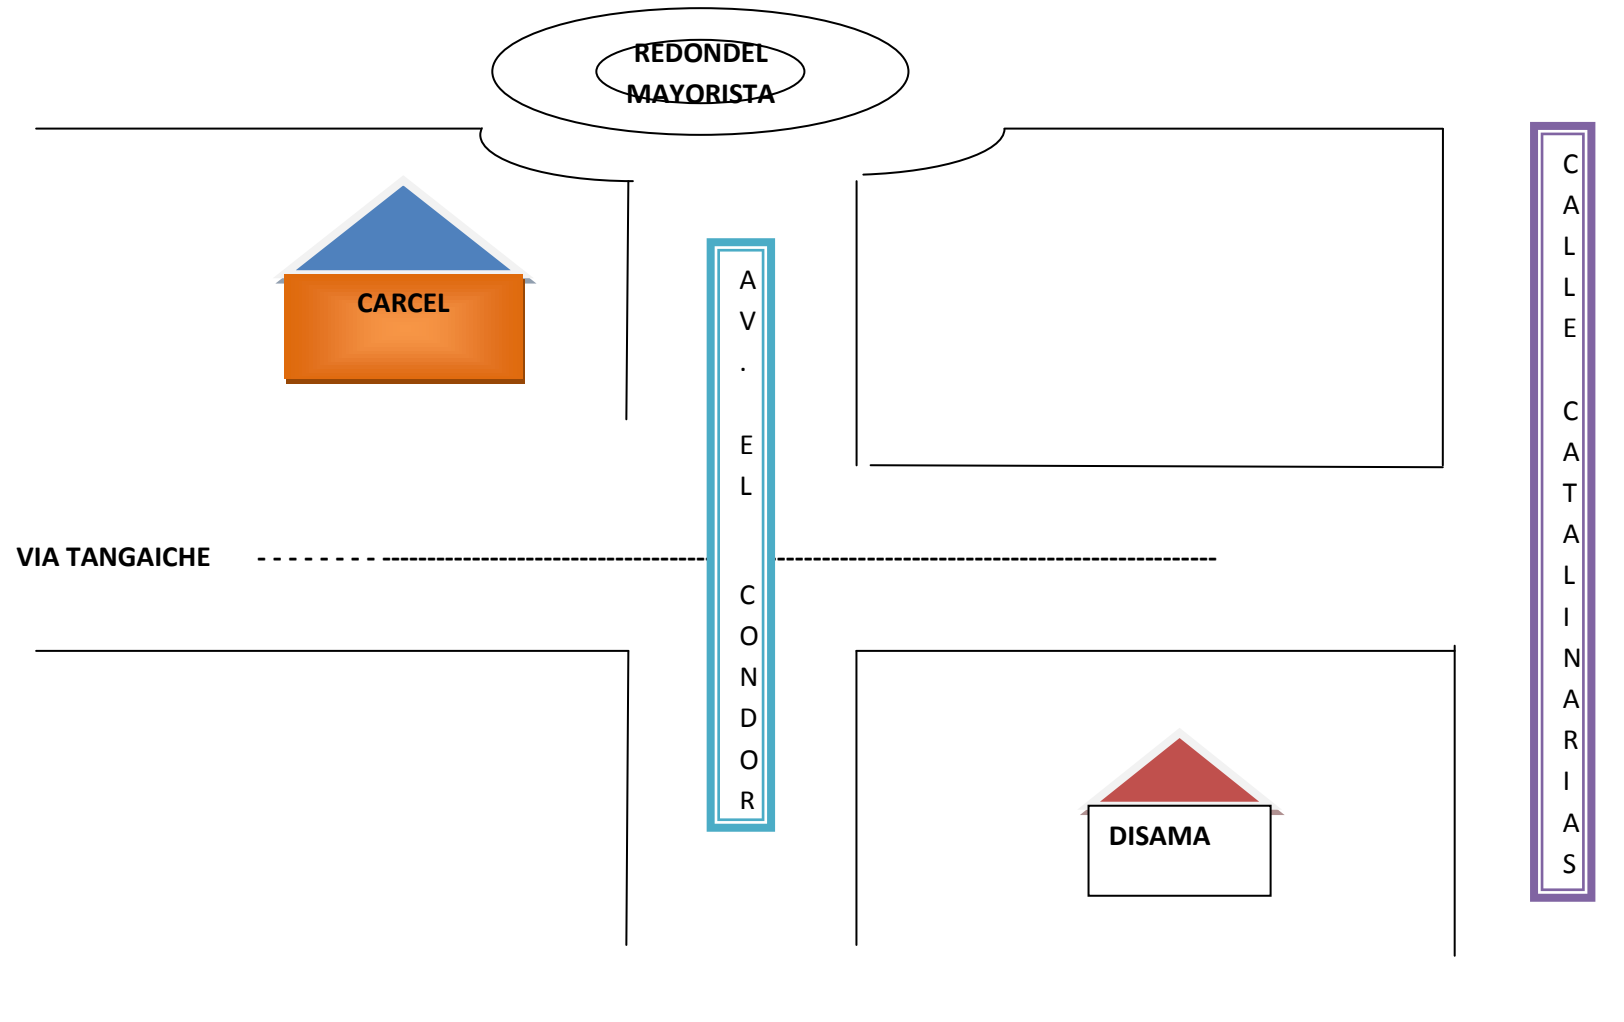 REDONDEL
MAYORISTA
CARCEL
AV. EL CONDOR
CALLE CATALINARIAS
VIA TANGAICHE
DISAMA